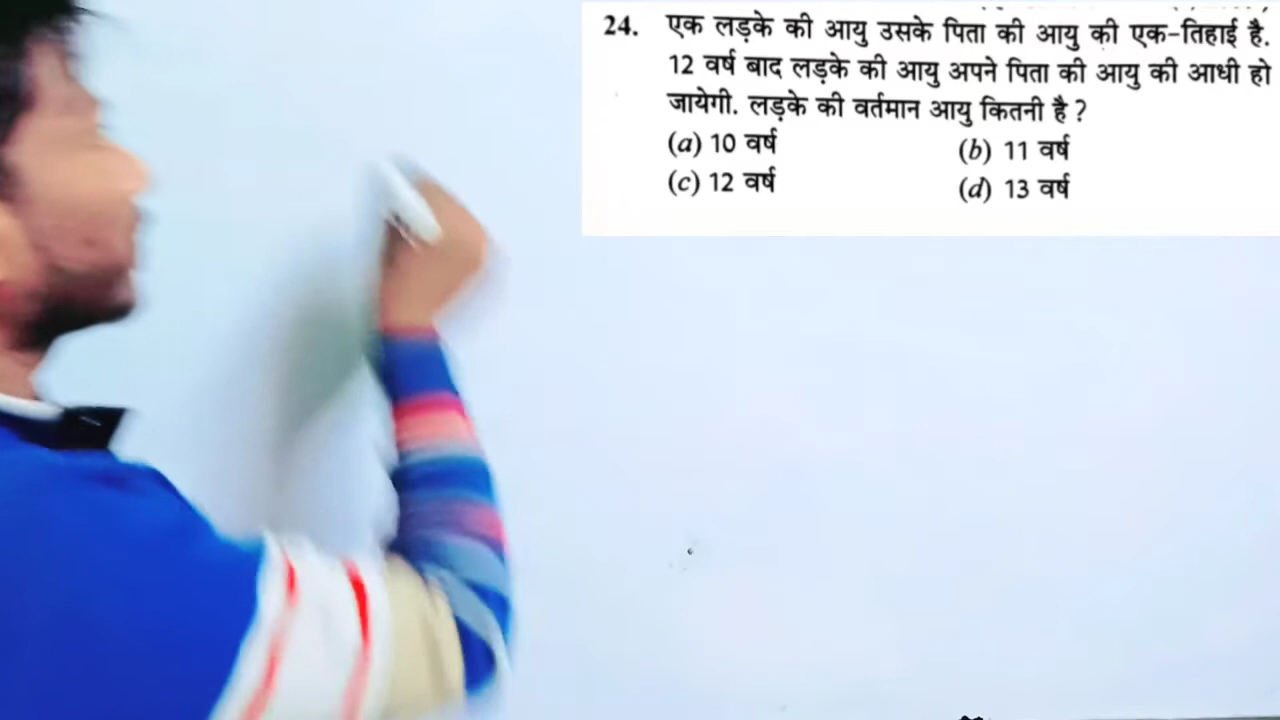 24. एक लड़के की आयु उसके पिता की आयु की एक-तिहाई है.
12 वर्ष बाद लड़के की आयु अपने पिता की आयु की आधी हो
जायेगी. लड़के की वर्तमान आयु कितनी है ?
(a) 10 वर्ष (b) 11 वर्ष
(c) 12 वर्ष (d) 13 वर्ष